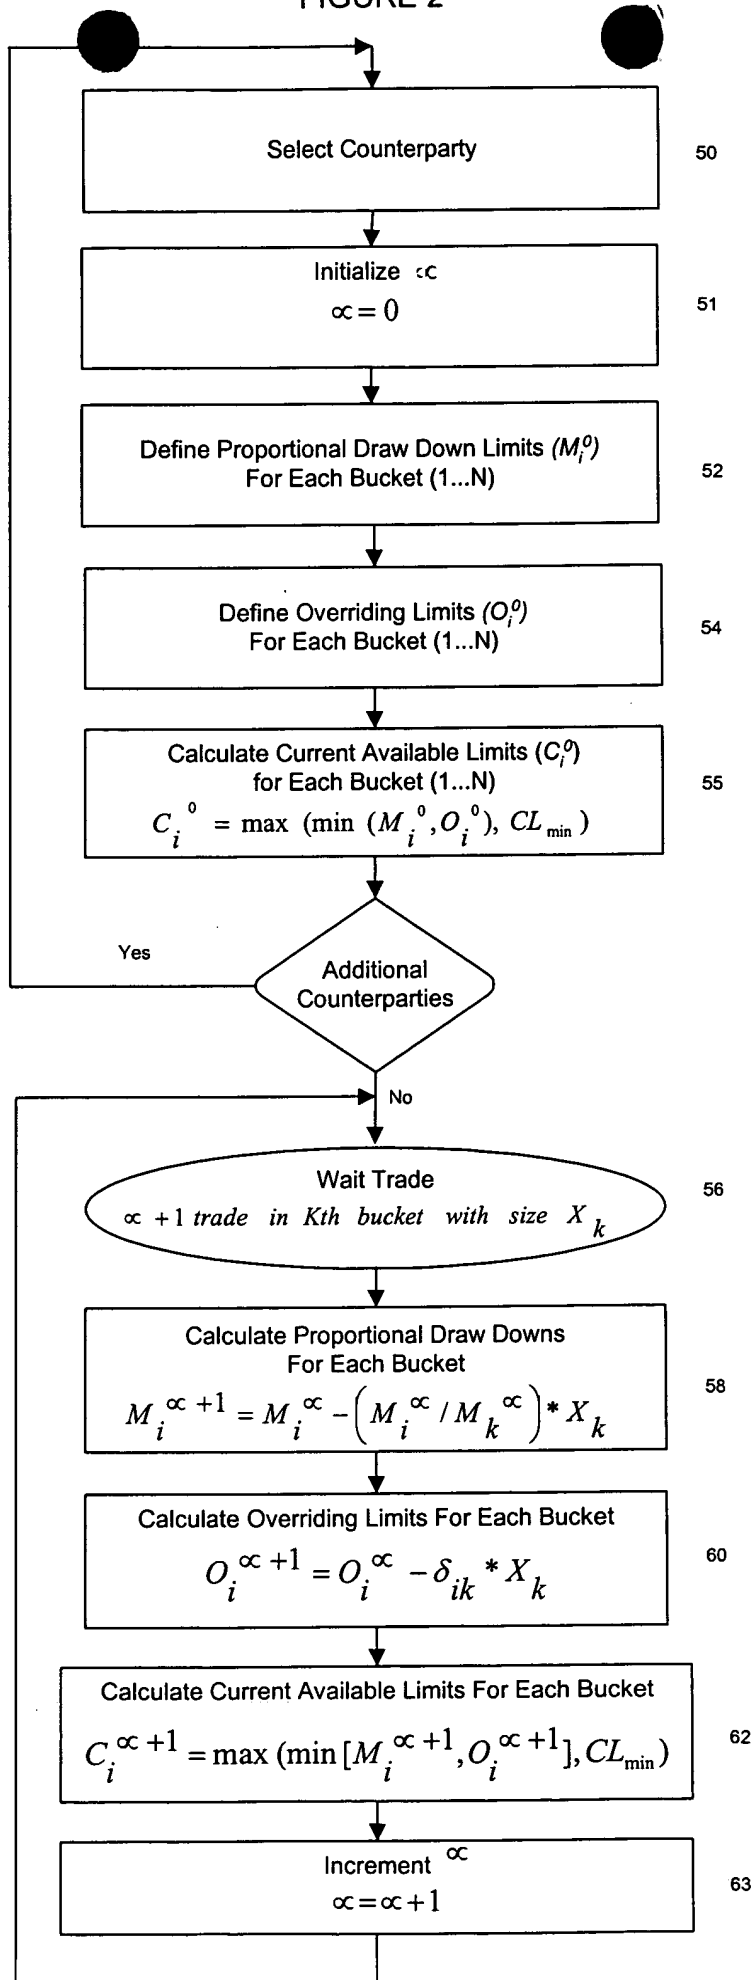 FIGURE 2
Select Counterparty
50
Initialize ∝
∝ = 0
51
Define Proportional Draw Down Limits (M_i^0)
For Each Bucket (1...N)
52
Define Overriding Limits (O_i^0)
For Each Bucket (1...N)
54
Calculate Current Available Limits (C_i^0)
for Each Bucket (1...N)
C_i^0 = max (min (M_i^0, O_i^0), CL_min)
55
Yes
Additional
Counterparties
No
Wait Trade
∝ +1 trade in Kth bucket with size X_k
56
Calculate Proportional Draw Downs
For Each Bucket
M_i^∝+1 = M_i^∝ - (M_i^∝ / M_k^∝) * X_k
58
Calculate Overriding Limits For Each Bucket
O_i^∝+1 = O_i^∝ - δ_ik * X_k
60
Calculate Current Available Limits For Each Bucket
C_i^∝+1 = max (min [M_i^∝+1, O_i^∝+1], CL_min)
62
Increment ∝
∝ = ∝ + 1
63